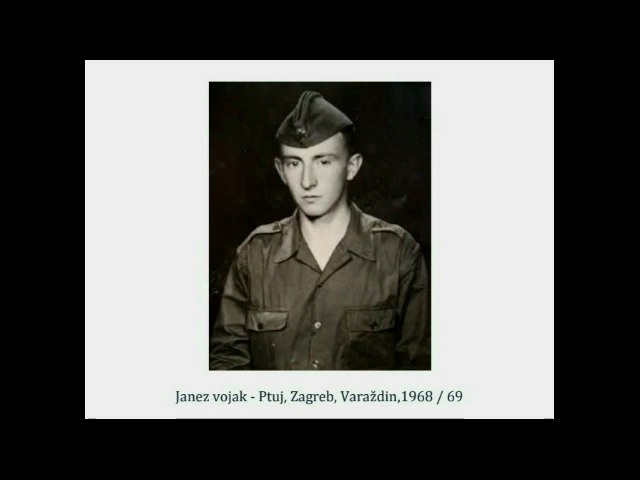 Janez vojak - Ptuj, Zagreb, Varaždin,1968 / 69